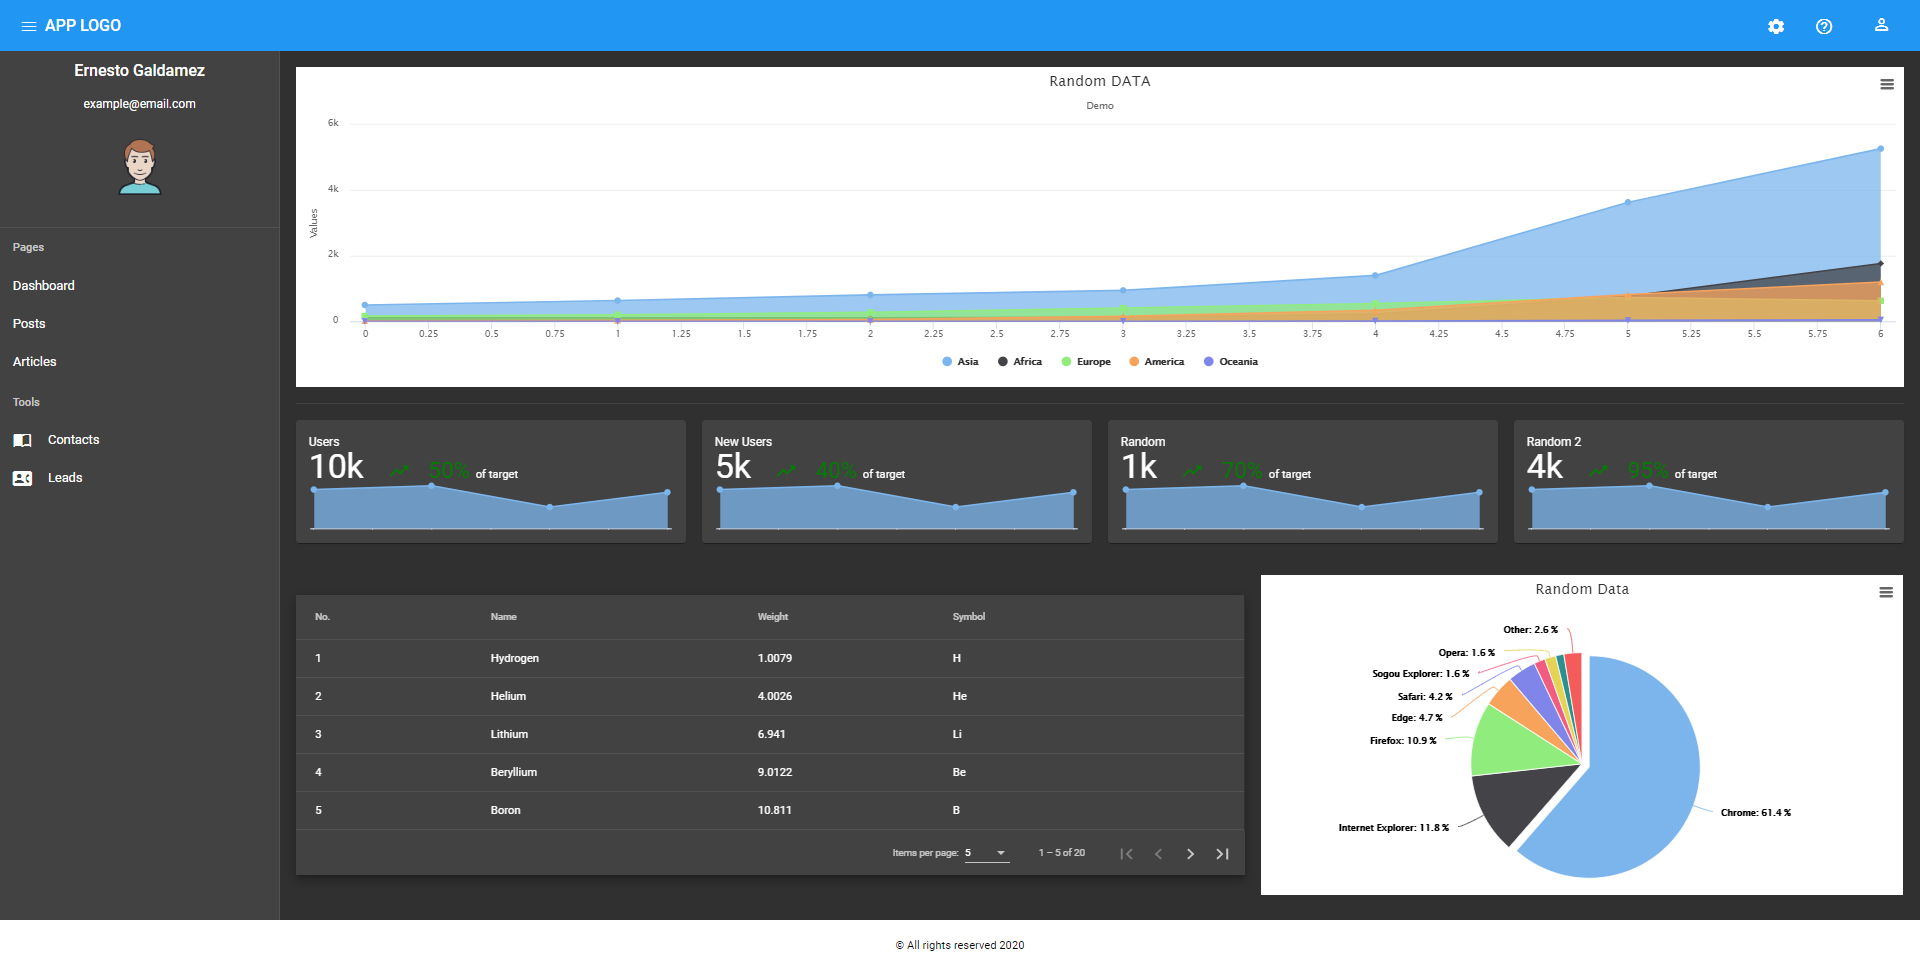 APP LOGO
Ernesto Galdamez
example@email.com
Pages
Dashboard
Posts
Articles
Tools
Contacts
Leads
Random DATA
Demo
Values
6k
4k
2k
0
0 0.25 0.5 0.75 1 1.25 1.5 1.75 2 2.25 2.5 2.75 3 3.25 3.5 3.75 4 4.25 4.5 4.75 5 5.25 5.5 5.75 6
Asia Africa Europe America Oceania
Users
10k 50% of target
New Users
5k 40% of target
Random
1k 70% of target
Random 2
4k 95% of target
No. Name Weight Symbol
1 Hydrogen 1.0079 H
2 Helium 4.0026 He
3 Lithium 6.941 Li
4 Beryllium 9.0122 Be
5 Boron 10.811 B
Items per page: 5 1 – 5 of 20
Random Data
Other: 2.6 %
Opera: 1.6 %
Sogou Explorer: 1.6 %
Safari: 4.2 %
Edge: 4.7 %
Firefox: 10.9 %
Chrome: 61.4 %
Internet Explorer: 11.8 %
© All rights reserved 2020